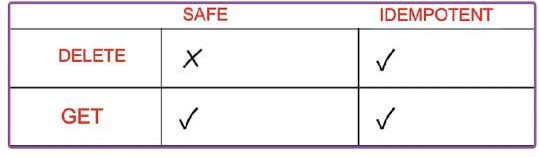 SAFE IDEMPOTENT
DELETE X ✓
GET ✓ ✓